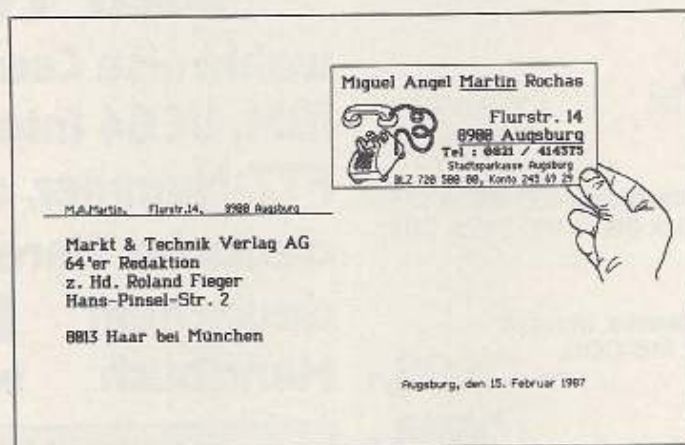 Miguel Angel Martin Rochas
Flurstr. 14
8900 Augsburg
Tel : 0821 / 414375
Stadtsparkasse Augsburg
BLZ 720 500 00, Konto 243 69 29
M.A.Martin, Flurstr.14, 8900 Augsburg
Markt & Technik Verlag AG
64'er Redaktion
z. Hd. Roland Fieger
Hans-Pinsel-Str. 2
8013 Haar bei München
Augsburg, den 15. Februar 1987